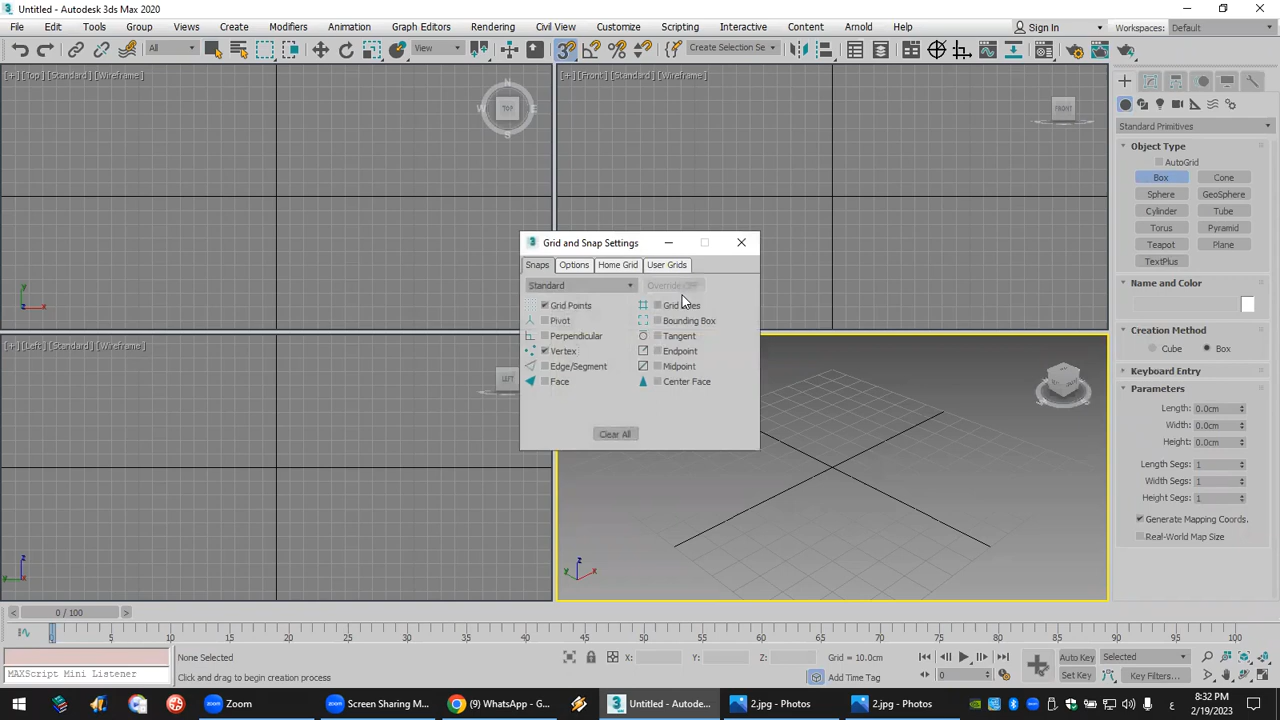 Untitled - Autodesk 3ds Max 2020
File Edit Tools Group Views Create Modifiers Animation Graph Editors Rendering Civil View Customize Scripting Interactive Content Arnold Help Sign In Workspaces: Default
All View Create Selection Se
[+] [Top] [Standard] [Wireframe]
N
W TOP E
S
[+] [Front] [Standard] [Wireframe]
FRONT
Standard Primitives
Object Type
AutoGrid
Box Cone
Sphere GeoSphere
Cylinder Tube
Torus Pyramid
Teapot Plane
TextPlus
Name and Color
Creation Method
Cube Box
Keyboard Entry
Parameters
Length: 0.0cm
Width: 0.0cm
Height: 0.0cm
Length Segs: 1
Width Segs: 1
Height Segs: 1
Generate Mapping Coords.
Real-World Map Size
Grid and Snap Settings
Snaps Options Home Grid User Grids
Standard Override OFF
Grid Points
Pivot Bounding Box
Perpendicular Tangent
Vertex Endpoint
Edge/Segment Midpoint
Face Center Face
Clear All
y z x
[+] [Left] [Standard] [Wireframe]
LEFT
z
y x
z
y x
0 / 100
0 5 10 15 20 25 30 35 40 45 50 55 60 65 70 75 80 85 90 95 100
None Selected X: Y: Z: Grid = 10.0cm Auto Key Selected
MAXScript Mini Listener Click and drag to begin creation process Add Time Tag 0 Set Key Key Filters...
Zoom Screen Sharing M... (9) WhatsApp - G... Untitled - Autode... 2.jpg - Photos 2.jpg - Photos ع 8:32 PM
2/19/2023